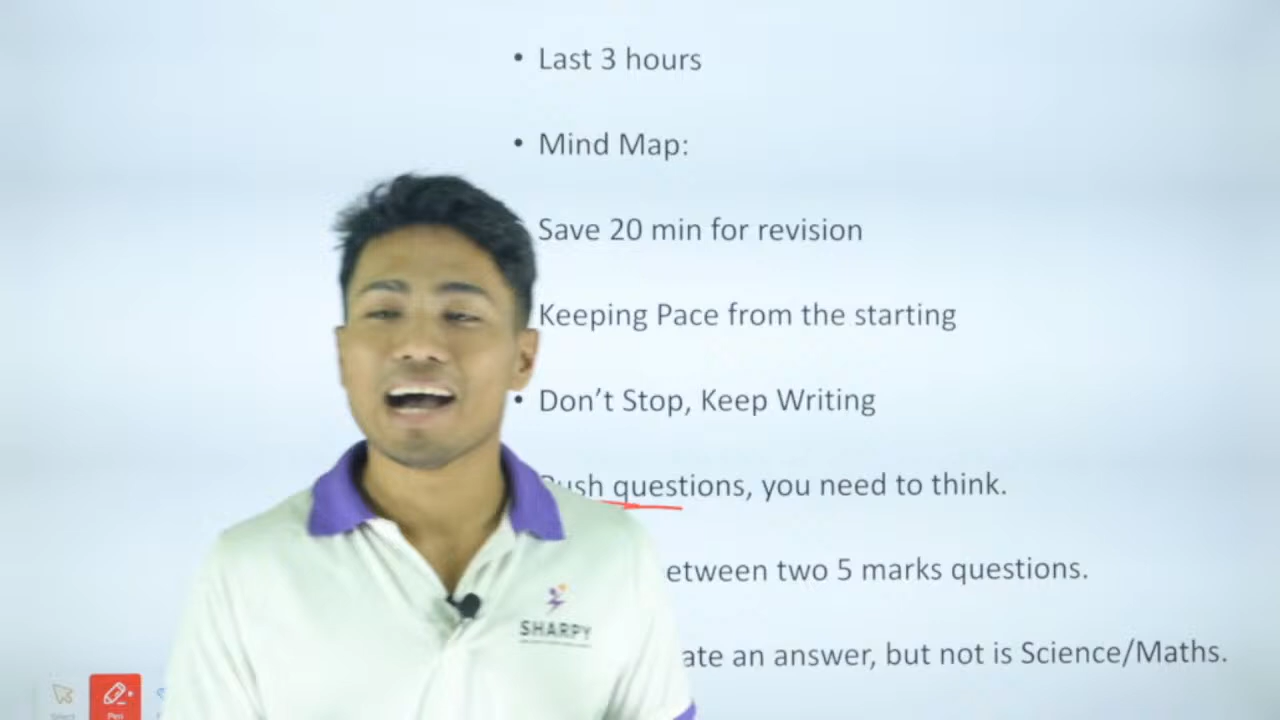 • Last 3 hours
• Mind Map:
Save 20 min for revision
Keeping Pace from the starting
• Don't Stop, Keep Writing
questions, you need to think.
two 5 marks questions.
an answer, but not is Science/Maths.
SHARPY
Select
Pen